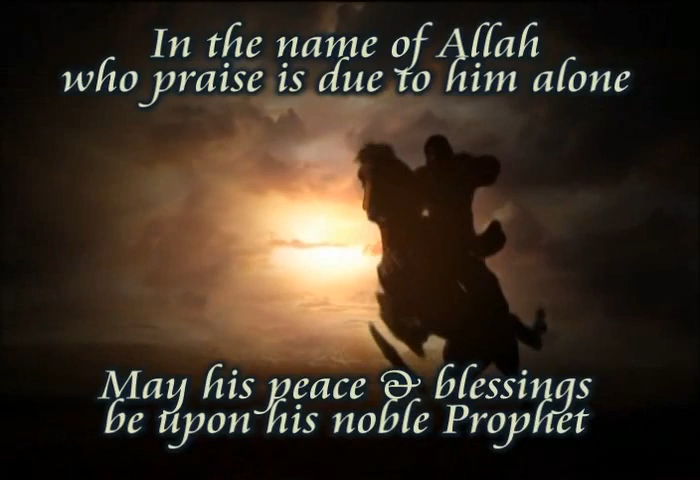 In the name of Allah
who praise is due to him alone
May his peace & blessings
be upon his noble Prophet